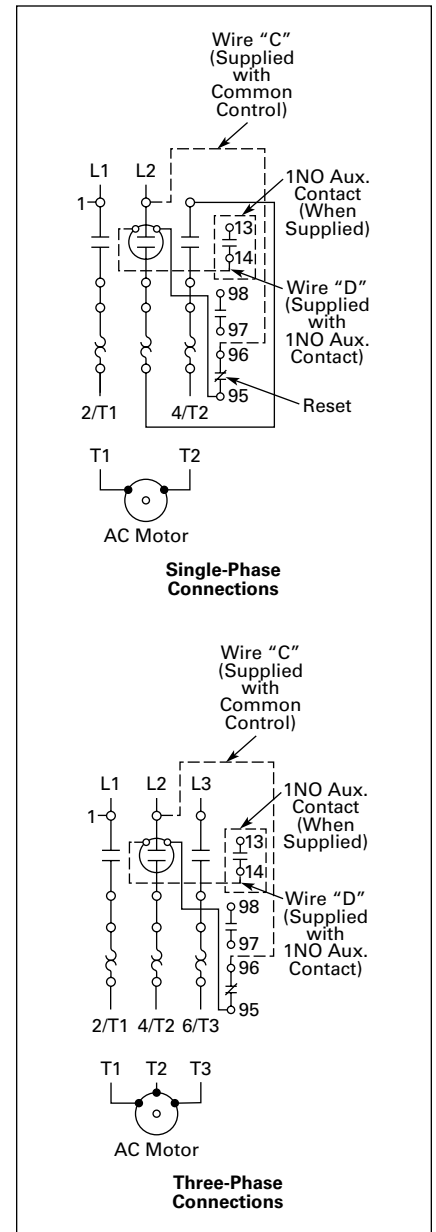 Wire “C”
(Supplied
with
Common
Control)
L1 L2
1NO Aux.
Contact
(When
Supplied)
1
13
14
Wire “D”
(Supplied
with
1NO Aux.
Contact)
98
97
96
95
Reset
2/T1 4/T2
T1 T2
AC Motor
Single-Phase
Connections
Wire “C”
(Supplied
with
Common
Control)
L1 L2 L3
1NO Aux.
Contact
(When
Supplied)
1
13
14
Wire “D”
(Supplied
with
1NO Aux.
Contact)
98
97
96
95
2/T1 4/T2 6/T3
T1 T2 T3
AC Motor
Three-Phase
Connections